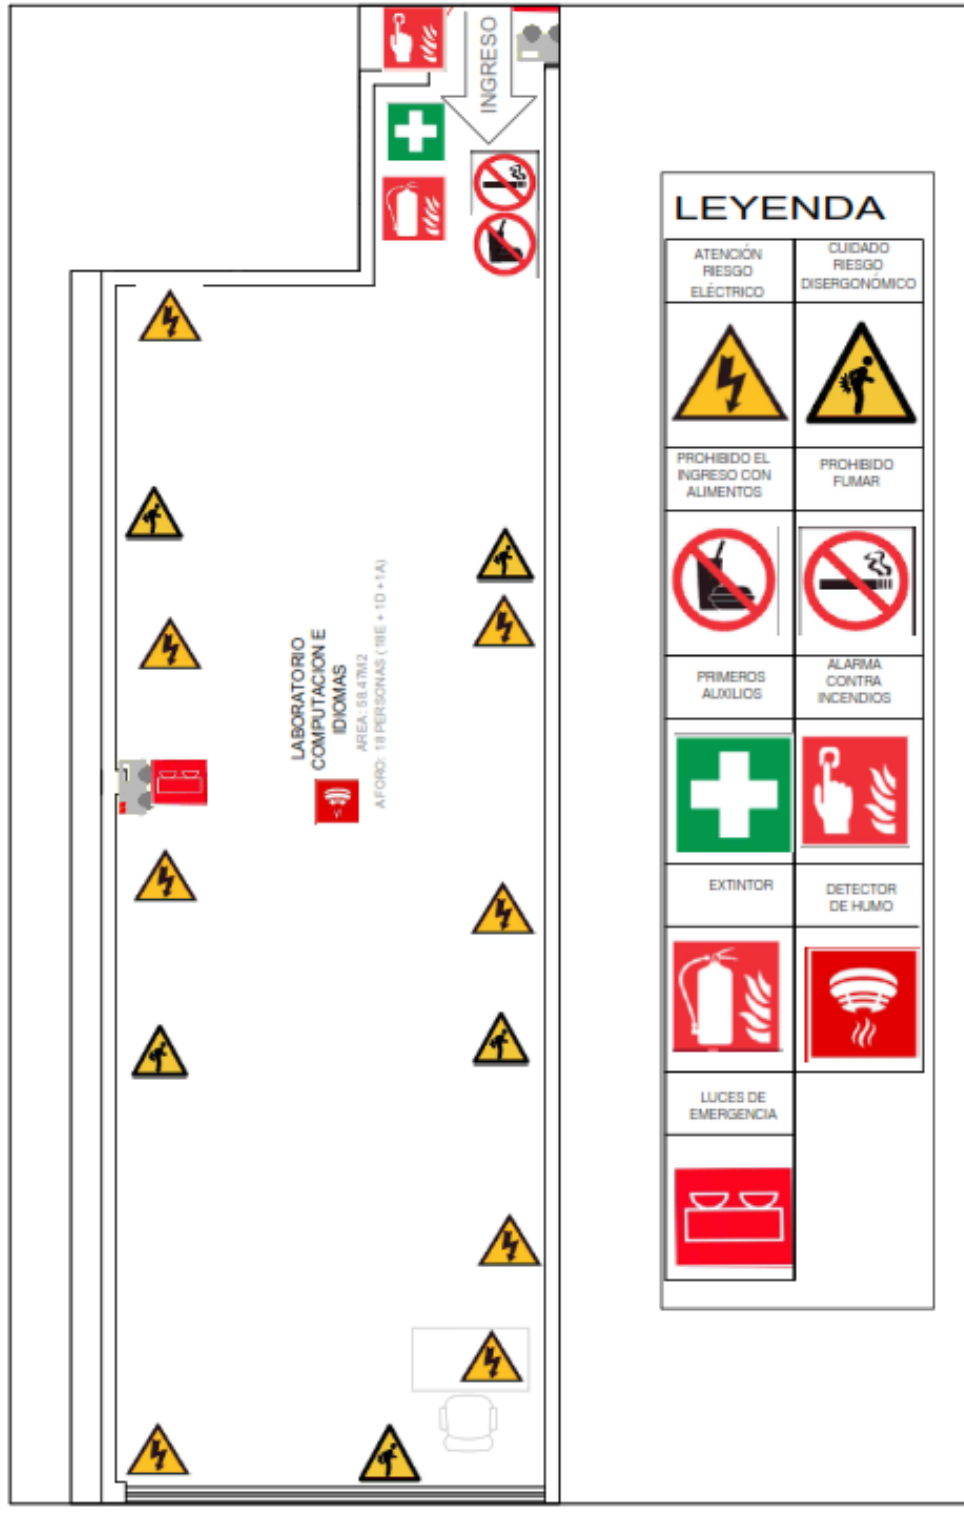 INGRESO
LABORATORIO
COMPUTACION E
IDIOMAS
AREA: 58.47M2
AFORO: 18 PERSONAS (18E + 1D +1A)
LEYENDA
ATENCIÓN
RIESGO
ELÉCTRICO
CUIDADO
RIESGO
DISERGONÓMICO
PROHIBIDO EL
INGRESO CON
ALIMENTOS
PROHIBIDO
FUMAR
PRIMEROS
AUXILIOS
ALARMA
CONTRA
INCENDIOS
EXTINTOR
DETECTOR
DE HUMO
LUCES DE
EMERGENCIA